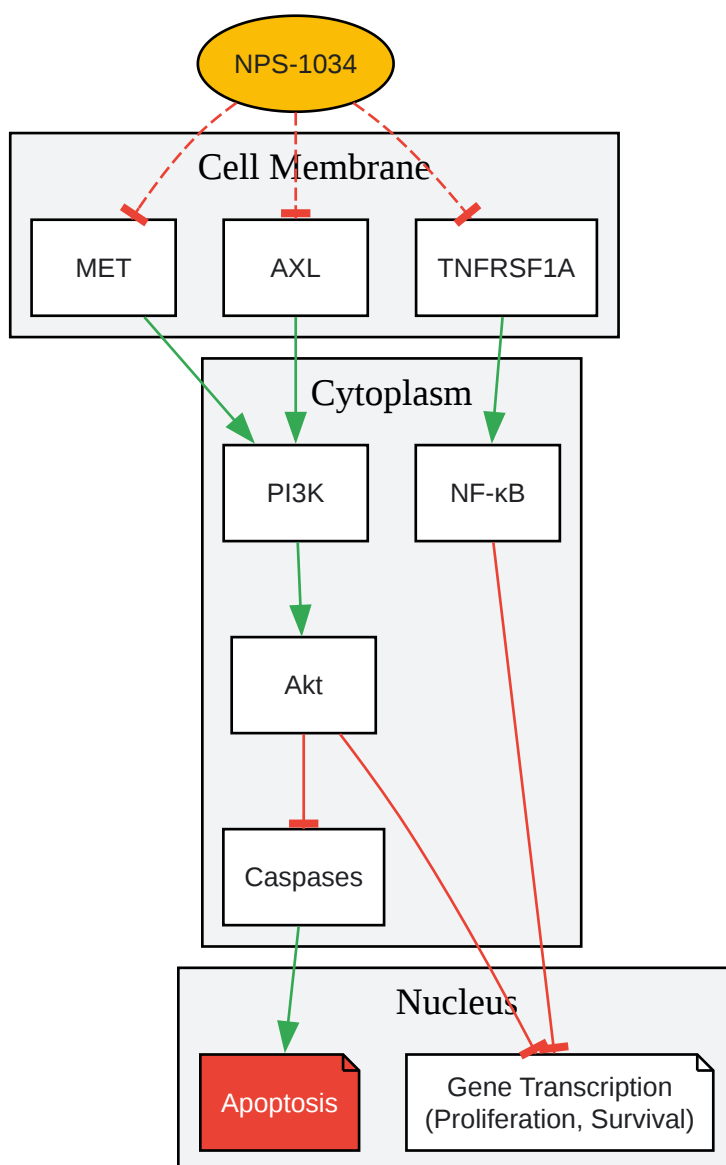 NPS-1034
Cell Membrane
MET
AXL
TNFRSF1A
Cytoplasm
PI3K
NF-κB
Akt
Caspases
Nucleus
Apoptosis
Gene Transcription
(Proliferation, Survival)